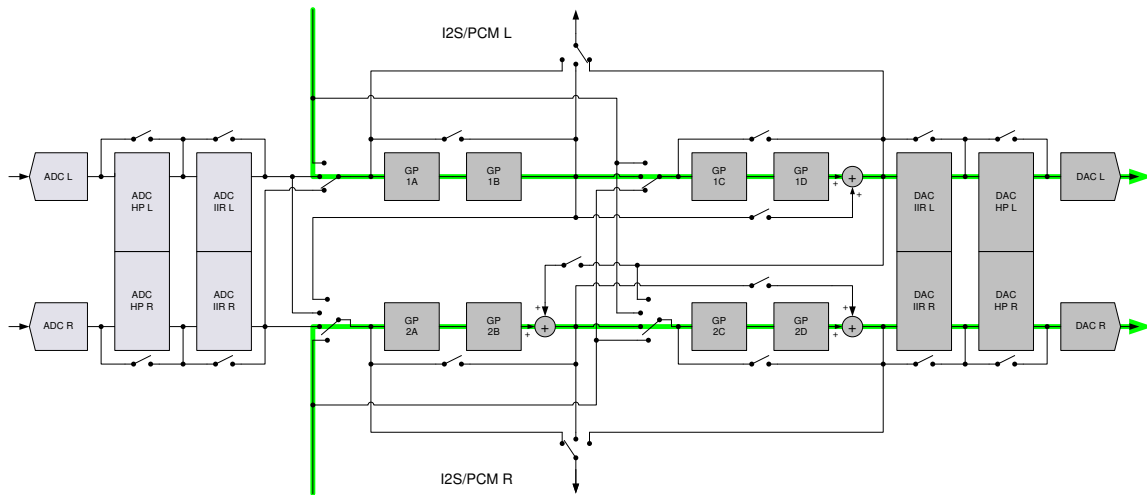 I2S/PCM L
ADC L
ADC
HP L
ADC
IIR L
GP
1A
GP
1B
GP
1C
GP
1D
+
+
+
DAC
IIR L
DAC
HP L
DAC L
ADC R
ADC
HP R
ADC
IIR R
GP
2A
GP
2B
+
+
+
GP
2C
GP
2D
+
+
+
DAC
IIR R
DAC
HP R
DAC R
I2S/PCM R